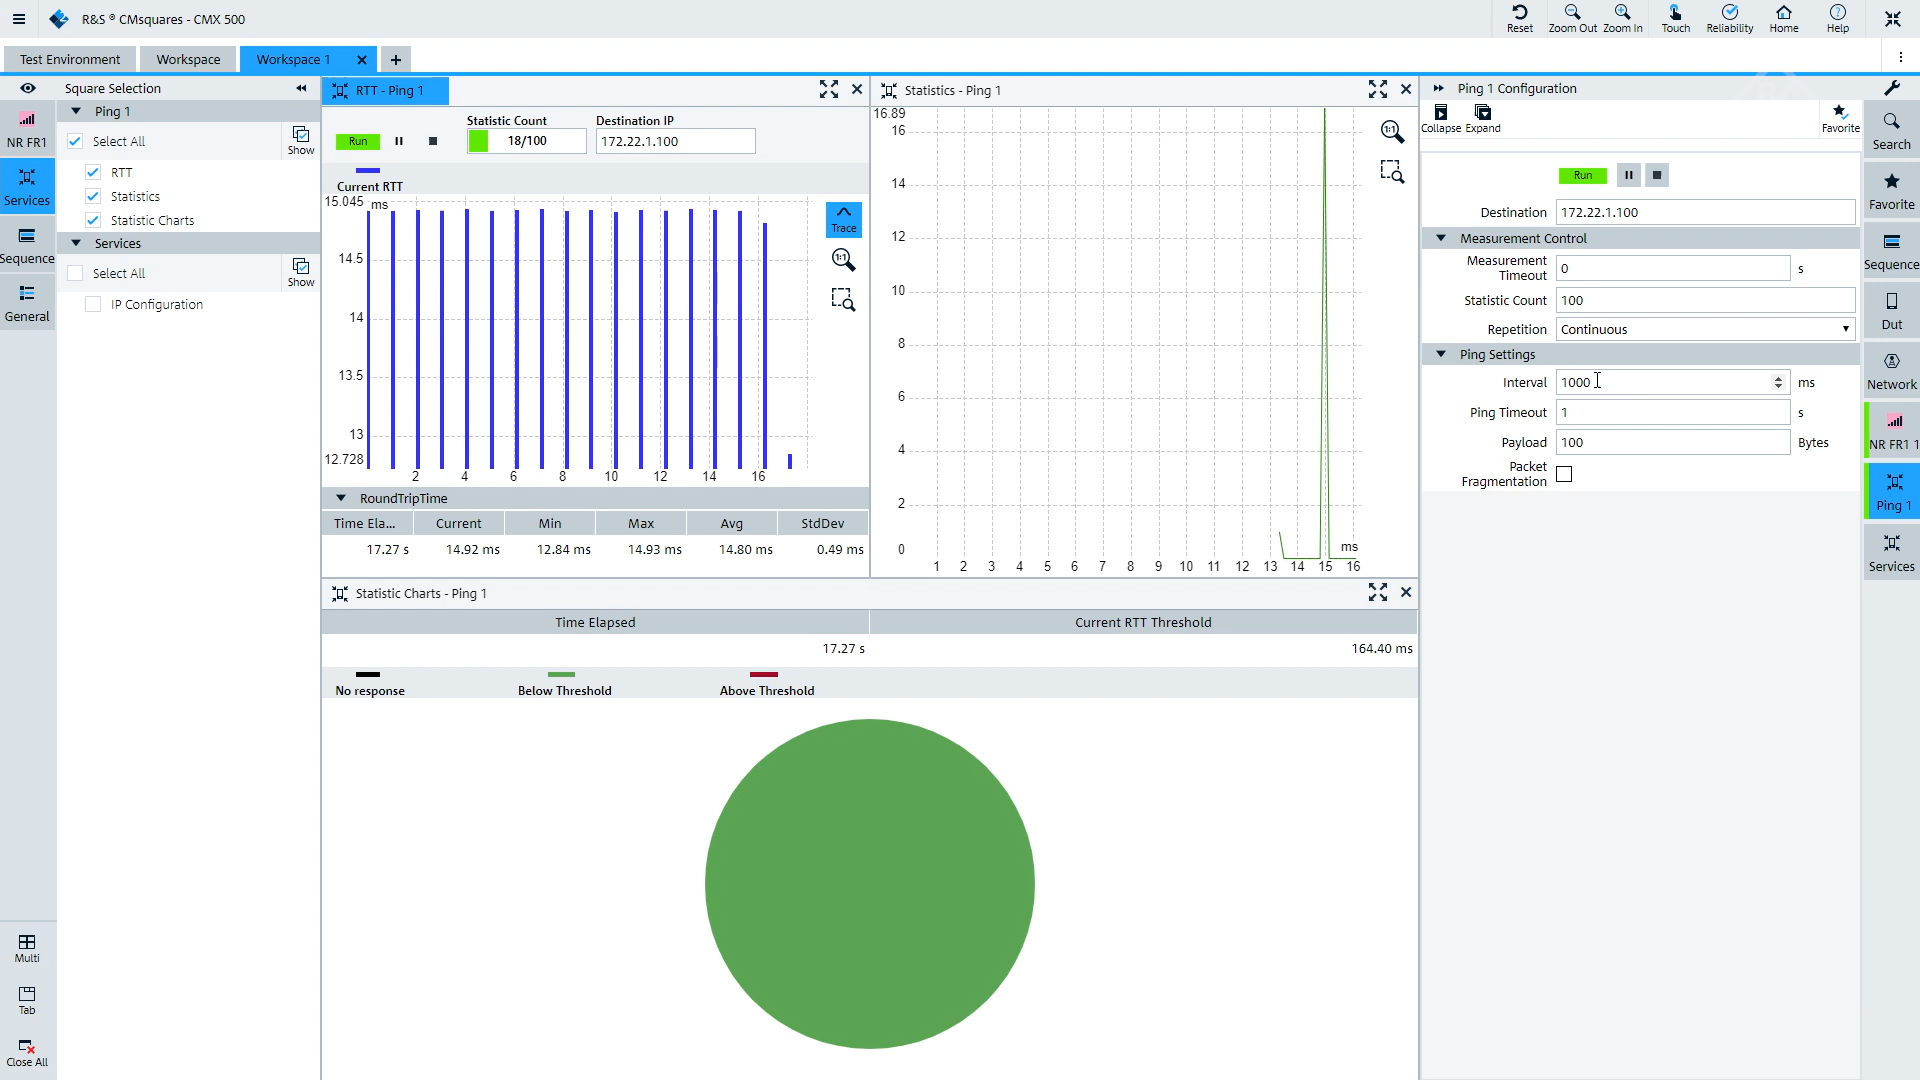 R&S ® CMsquares - CMX 500
Reset
Zoom Out
Zoom In
Touch
Reliability
Home
Help
Test Environment
Workspace
Workspace 1
+
Square Selection
Ping 1
Select All
Show
RTT
Statistics
Statistic Charts
Services
Select All
Show
IP Configuration
NR FR1
Services
Sequence
General
Multi
Tab
Close All
RTT - Ping 1
Run
Statistic Count
18/100
Destination IP
172.22.1.100
Current RTT
15.045
ms
14.5
14
13.5
13
12.728
2 4 6 8 10 12 14 16
Trace
1:1
RoundTripTime
Time Ela... Current Min Max Avg StdDev
17.27 s 14.92 ms 12.84 ms 14.93 ms 14.80 ms 0.49 ms
Statistics - Ping 1
16.89
16
14
12
10
8
6
4
2
0
ms
1 2 3 4 5 6 7 8 9 10 11 12 13 14 15 16
1:1
Statistic Charts - Ping 1
Time Elapsed Current RTT Threshold
17.27 s 164.40 ms
No response Below Threshold Above Threshold
Ping 1 Configuration
Collapse Expand
Favorite
Run
Destination 172.22.1.100
Measurement Control
Measurement
Timeout 0 s
Statistic Count 100
Repetition Continuous
Ping Settings
Interval 1000 ms
Ping Timeout 1 s
Payload 100 Bytes
Packet
Fragmentation
Search
Favorite
Sequence
Dut
Network
NR FR1 1
Ping 1
Services